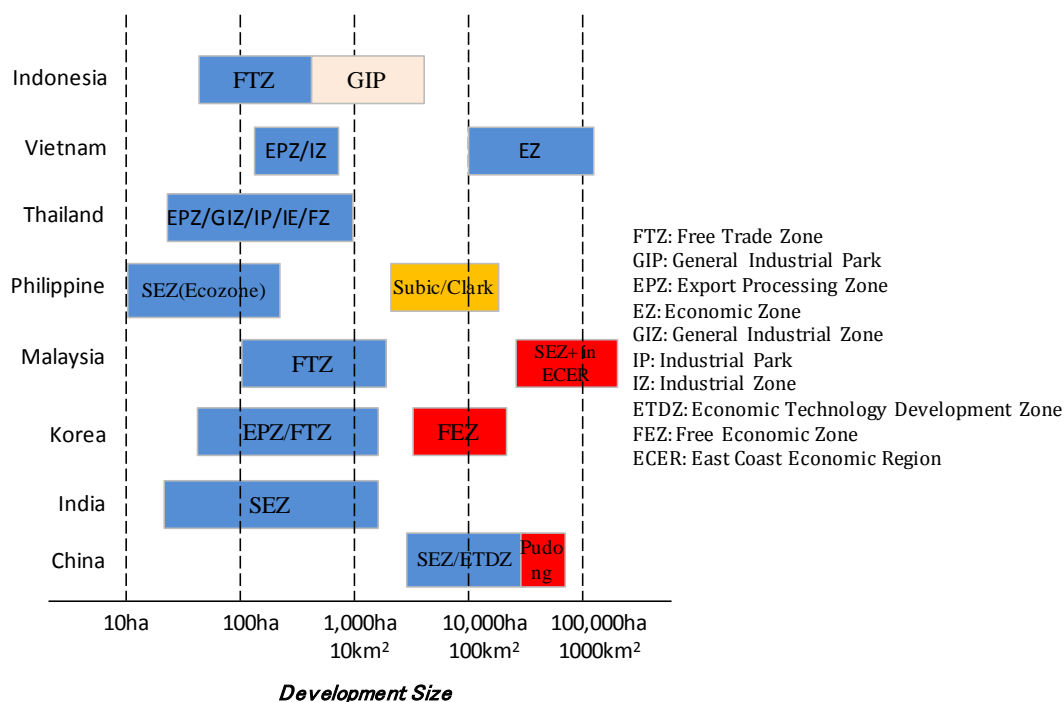 Indonesia
FTZ
GIP
Vietnam
EPZ/IZ
EZ
Thailand
EPZ/GIZ/IP/IE/FZ
Philippine
SEZ(Ecozone)
Subic/Clark
Malaysia
FTZ
SEZ+ in
ECER
Korea
EPZ/FTZ
FEZ
India
SEZ
China
SEZ/ETDZ
Pudo
ng
FTZ: Free Trade Zone
GIP: General Industrial Park
EPZ: Export Processing Zone
EZ: Economic Zone
GIZ: General Industrial Zone
IP: Industrial Park
IZ: Industrial Zone
ETDZ: Economic Technology Development Zone
FEZ: Free Economic Zone
ECER: East Coast Economic Region
10ha
100ha
1,000ha
10km²
10,000ha
100km²
100,000ha
1000km²
Development Size